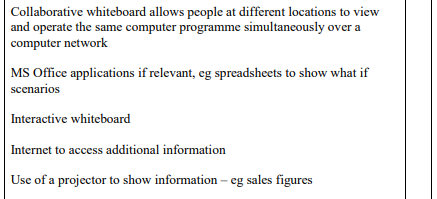 Collaborative whiteboard allows people at different locations to view
and operate the same computer programme simultaneously over a
computer network
MS Office applications if relevant, eg spreadsheets to show what if
scenarios
Interactive whiteboard
Internet to access additional information
Use of a projector to show information – eg sales figures